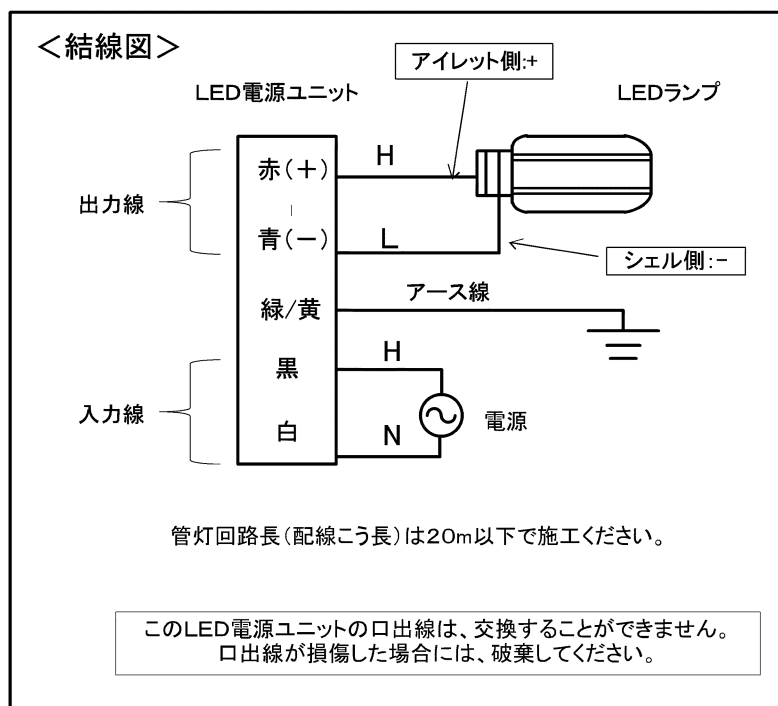 ＜結線図＞
アイレット側:+
LED電源ユニット
LEDランプ
出力線
赤(＋)
H
青(－)
L
シェル側:－
緑/黄
アース線
入力線
黒
H
白
N
電源
管灯回路長(配線こう長)は20m以下で施工ください。
このLED電源ユニットの口出線は、交換することができません。
口出線が損傷した場合には、破棄してください。